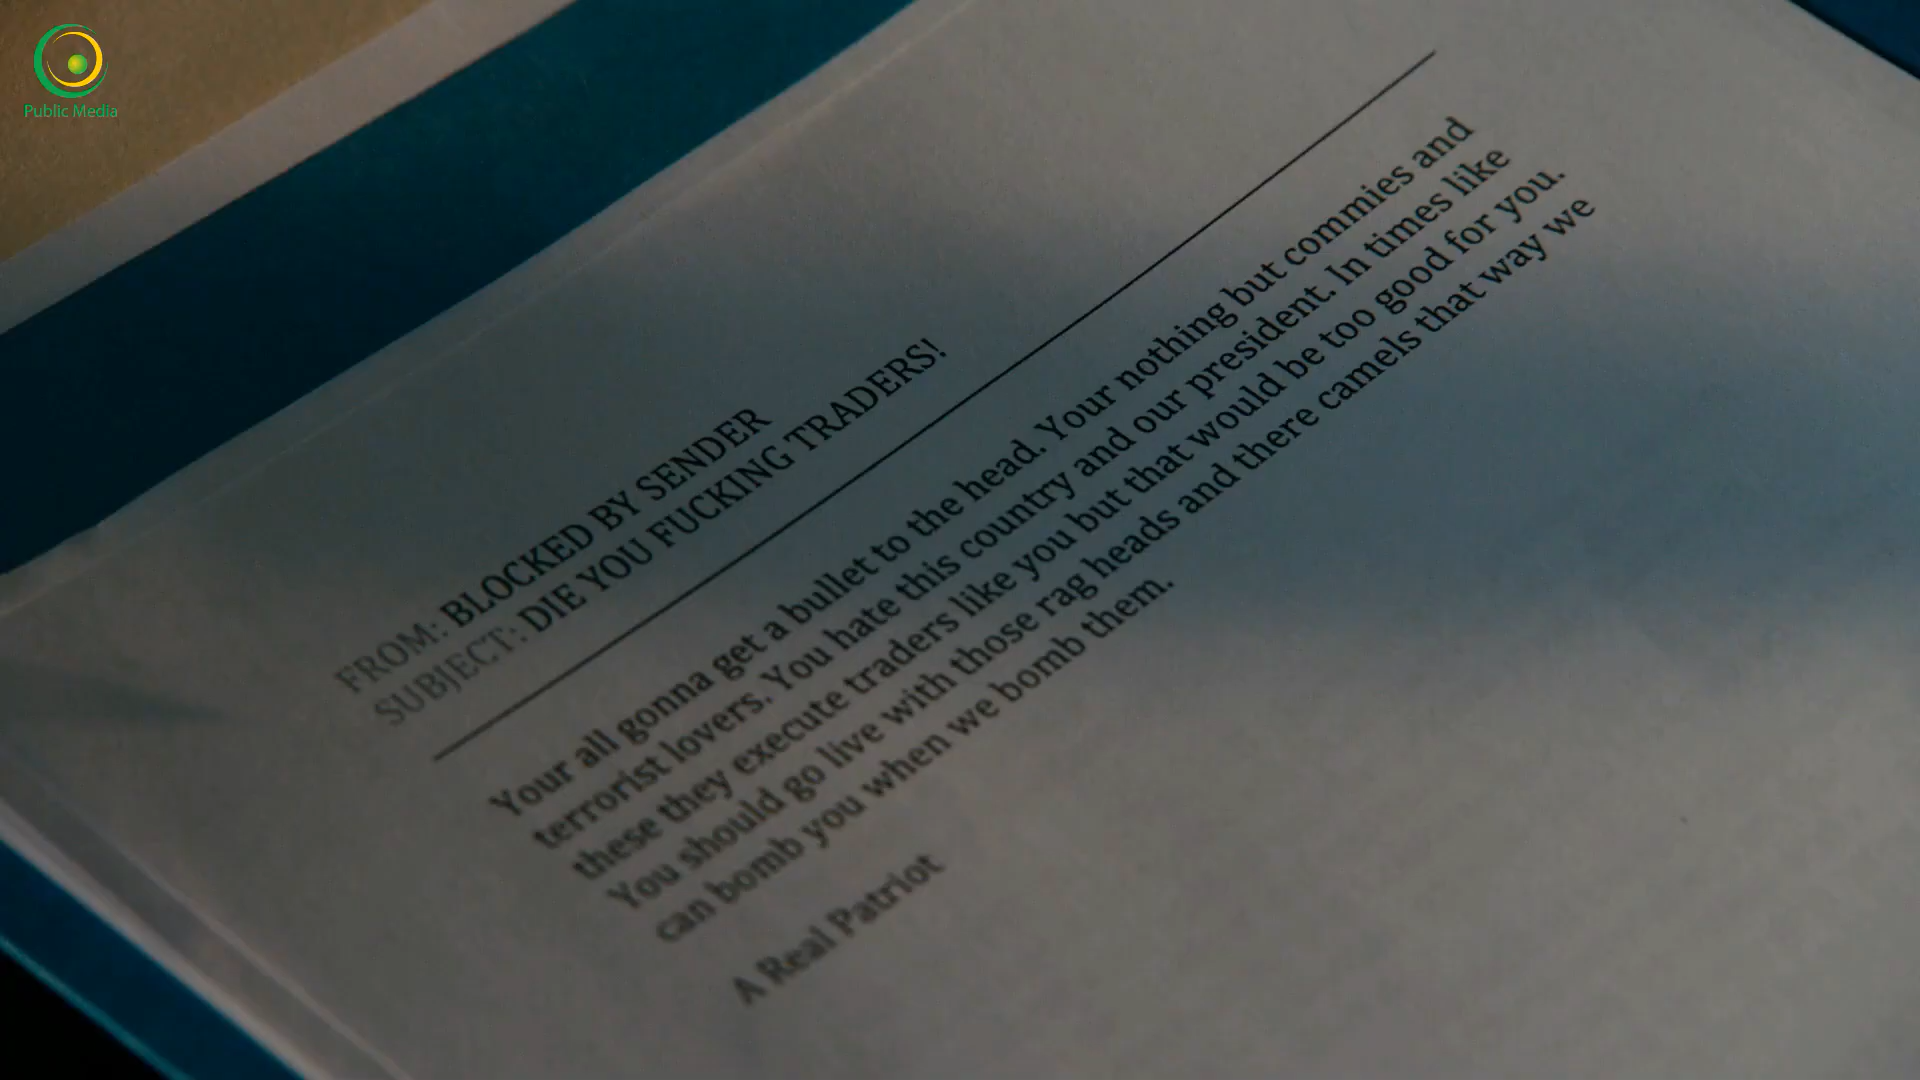 Public Media
FROM: BLOCKED BY SENDER
SUBJECT: DIE YOU FUCKING TRADERS!
Your all gonna get a bullet to the head. Your nothing but commies and
terrorist lovers. You hate this country and our president. In times like
these they execute traders like you but that would be too good for you.
You should go live with those rag heads and there camels that way we
can bomb you when we bomb them.
A Real Patriot